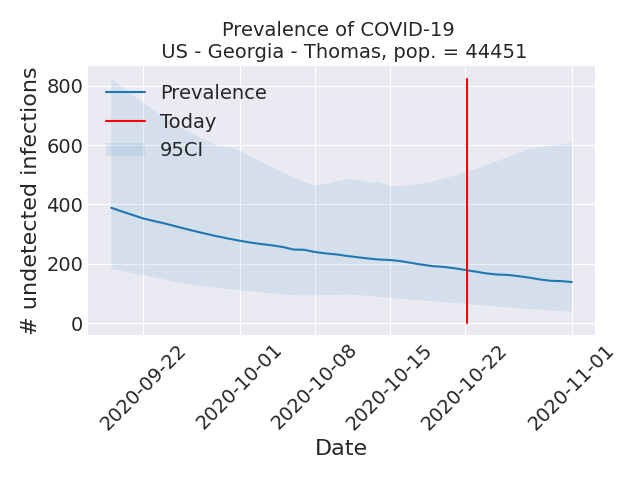 Prevalence of COVID-19
US - Georgia - Thomas, pop. = 44451
# undetected infections
800
600
400
200
0
Prevalence
Today
95CI
2020-09-22
2020-10-01
2020-10-08
2020-10-15
2020-10-22
2020-11-01
Date